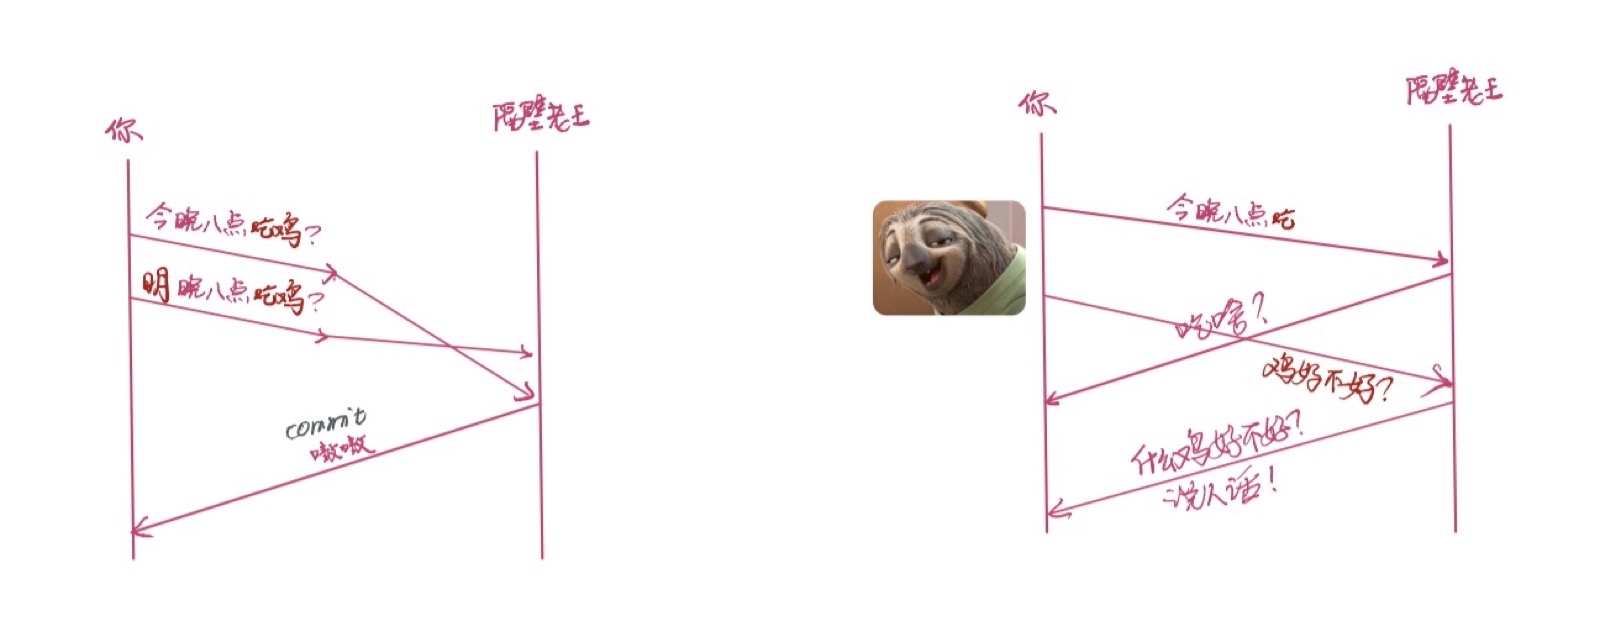 你
隔壁老王
今晚八点吃鸡?
明晚八点吃鸡?
commit
嗷嗷
你
隔壁老王
今晚八点吃
吃啥?
鸡好不好?
什么鸡好不好?
说人话!